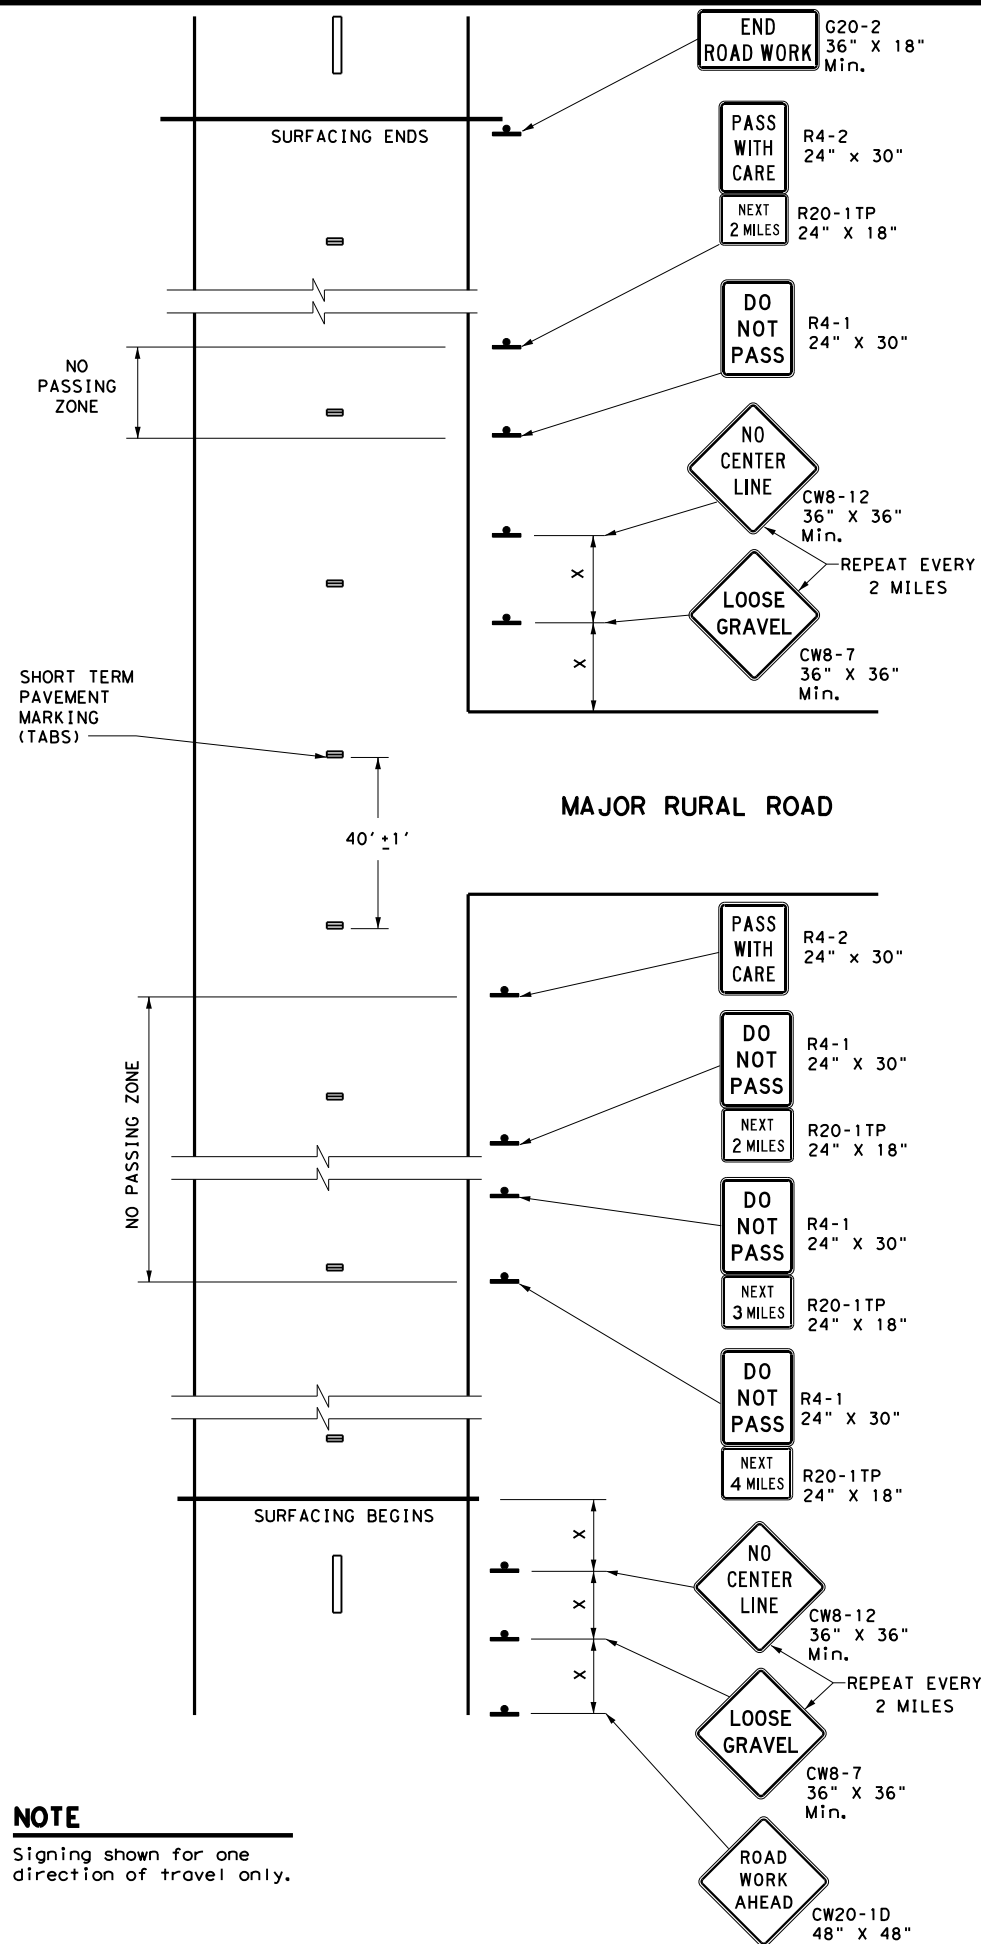 END
ROAD WORK
G20-2
36" X 18"
Min.
SURFACING ENDS
PASS
WITH
CARE
R4-2
24" x 30"
NEXT
2 MILES
R20-1TP
24" X 18"
DO
NOT
PASS
R4-1
24" X 30"
NO
PASSING
ZONE
NO
CENTER
LINE
CW8-12
36" X 36"
Min.
REPEAT EVERY
2 MILES
X
LOOSE
GRAVEL
CW8-7
36" X 36"
Min.
X
SHORT TERM
PAVEMENT
MARKING
(TABS)
MAJOR RURAL ROAD
40' ±1'
PASS
WITH
CARE
R4-2
24" x 30"
NO PASSING ZONE
DO
NOT
PASS
R4-1
24" X 30"
NEXT
2 MILES
R20-1TP
24" X 18"
DO
NOT
PASS
R4-1
24" X 30"
NEXT
3 MILES
R20-1TP
24" X 18"
DO
NOT
PASS
R4-1
24" X 30"
NEXT
4 MILES
R20-1TP
24" X 18"
SURFACING BEGINS
X
NO
CENTER
LINE
CW8-12
36" X 36"
Min.
X
REPEAT EVERY
2 MILES
X
LOOSE
GRAVEL
CW8-7
36" X 36"
Min.
ROAD
WORK
AHEAD
CW20-1D
48" X 48"
NOTE
Signing shown for one
direction of travel only.